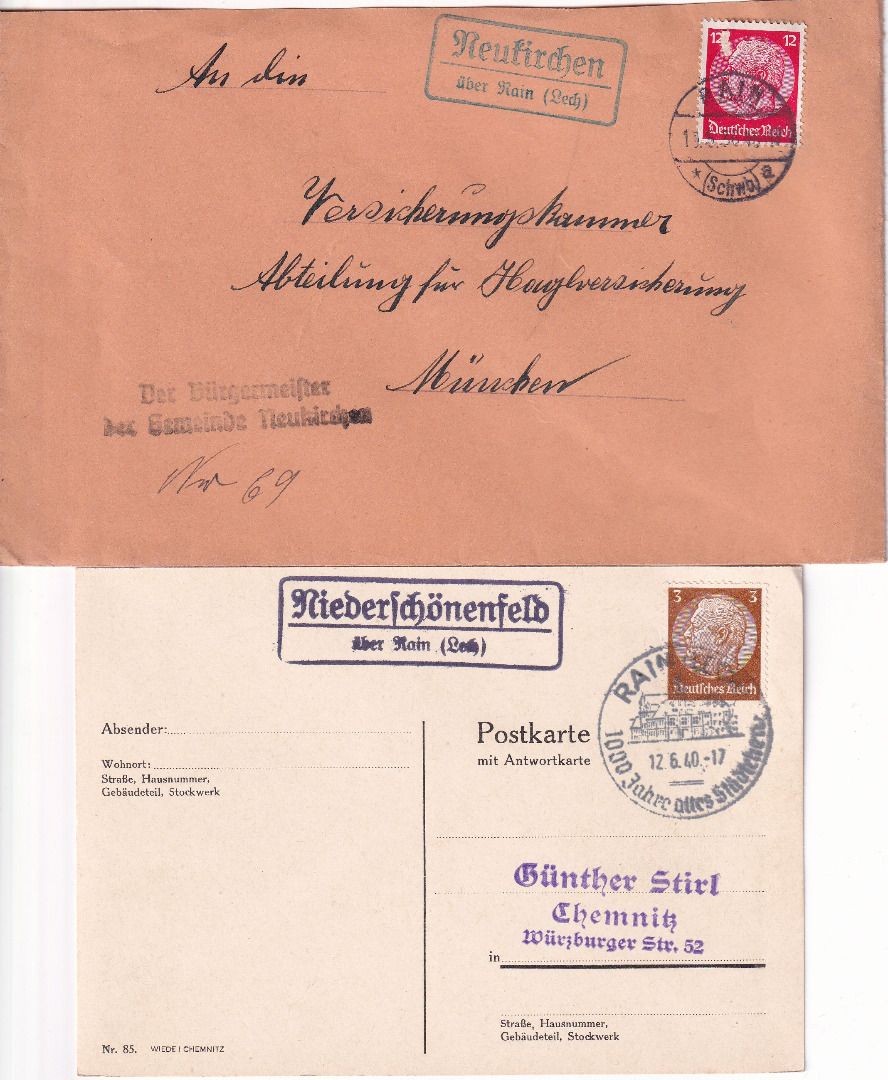 Neukirchen
über Rain (Lech)
12 12
Deutsches Reich
RAIN
* (Schwb) a
An din
Versicherungskammer
Abteilung für Haglversicherung
München
Der Bürgermeister
der Gemeinde Neukirchen
Nr 69
Niederschönenfeld
über Rain (Lech)
3 3
Deutsches Reich
RAIN
12.6.40.-17
1000 Jahre altes Städtchen
Absender:
Wohnort:
Straße, Hausnummer,
Gebäudeteil, Stockwerk
Postkarte
mit Antwortkarte
Günther Stirl
Chemnitz
Würzburger Str. 52
in
Straße, Hausnummer,
Gebäudeteil, Stockwerk
Nr. 85. WIEDE / CHEMNITZ